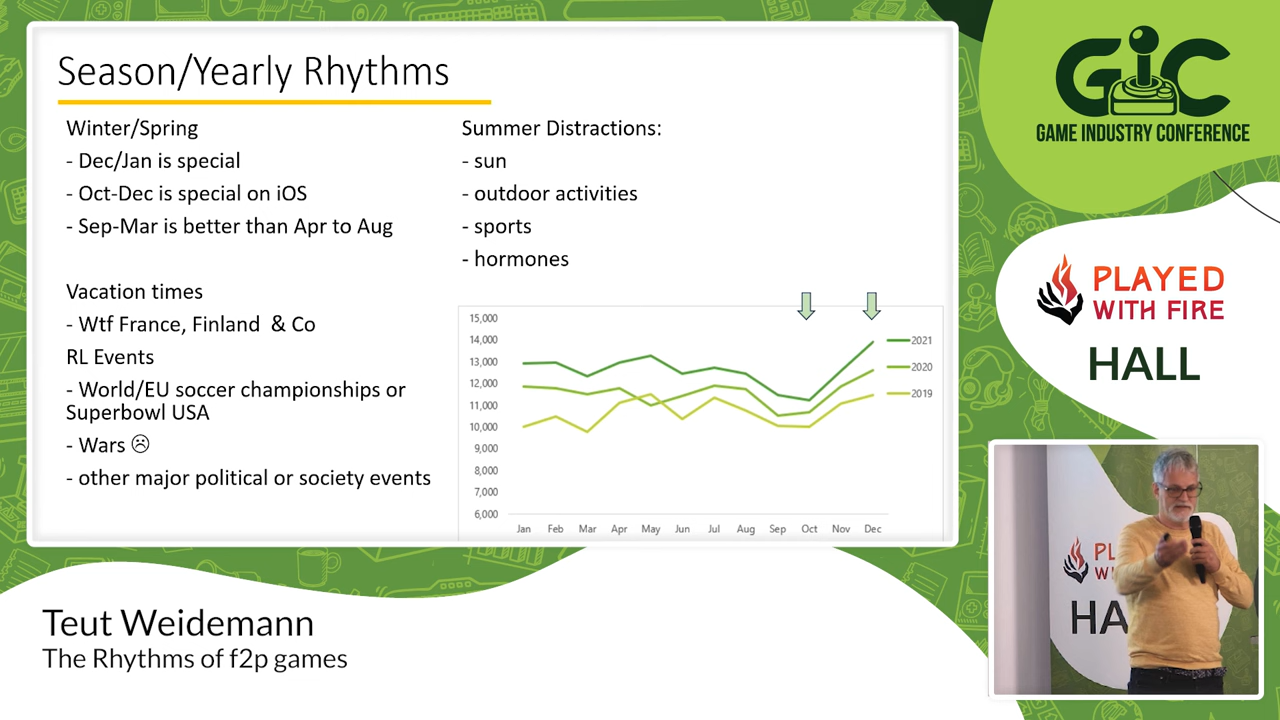 Season/Yearly Rhythms
Winter/Spring
- Dec/Jan is special
- Oct-Dec is special on iOS
- Sep-Mar is better than Apr to Aug
Vacation times
- Wtf France, Finland & Co
RL Events
- World/EU soccer championships or
Superbowl USA
- Wars ☹
- other major political or society events
Summer Distractions:
- sun
- outdoor activities
- sports
- hormones
15,000
14,000
13,000
12,000
11,000
10,000
9,000
8,000
7,000
6,000
Jan Feb Mar Apr May Jun Jul Aug Sep Oct Nov Dec
2021
2020
2019
GIC
GAME INDUSTRY CONFERENCE
PLAYED
WITH FIRE
HALL
PL
WI
HA
Teut Weidemann
The Rhythms of f2p games